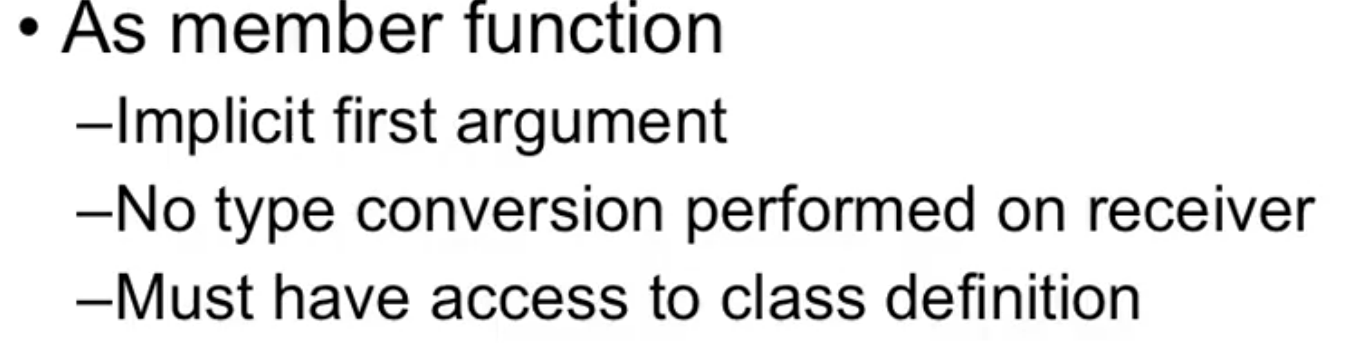 • As member function
–Implicit first argument
–No type conversion performed on receiver
–Must have access to class definition